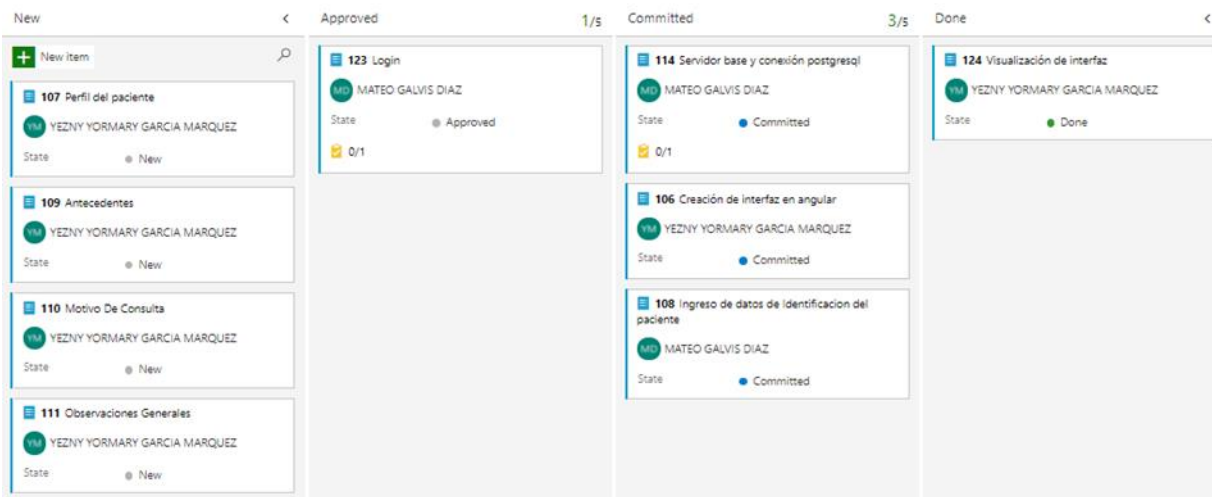 New
New item
107 Perfil del paciente
YM YEZNY YORMARY GARCIA MARQUEZ
State New
109 Antecedentes
YM YEZNY YORMARY GARCIA MARQUEZ
State New
110 Motivo De Consulta
YM YEZNY YORMARY GARCIA MARQUEZ
State New
111 Observaciones Generales
YM YEZNY YORMARY GARCIA MARQUEZ
State New
Approved 1/5
123 Login
MD MATEO GALVIS DIAZ
State Approved
0/1
Committed 3/5
114 Servidor base y conexión postgresql
MD MATEO GALVIS DIAZ
State Committed
0/1
106 Creación de interfaz en angular
YM YEZNY YORMARY GARCIA MARQUEZ
State Committed
108 Ingreso de datos de Identificacion del
paciente
MD MATEO GALVIS DIAZ
State Committed
Done
124 Visualización de interfaz
YM YEZNY YORMARY GARCIA MARQUEZ
State Done